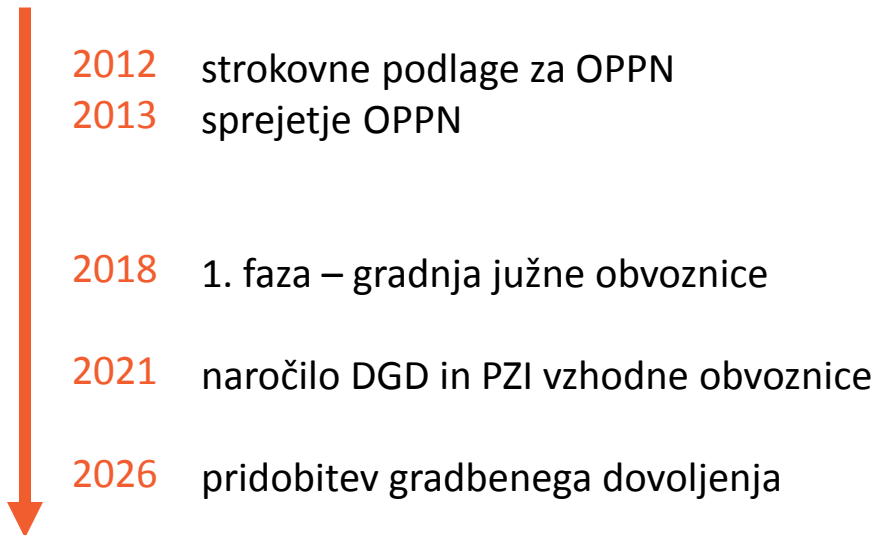 2012 strokovne podlage za OPPN
2013 sprejetje OPPN
2018 1. faza – gradnja južne obvoznice
2021 naročilo DGD in PZI vzhodne obvoznice
2026 pridobitev gradbenega dovoljenja